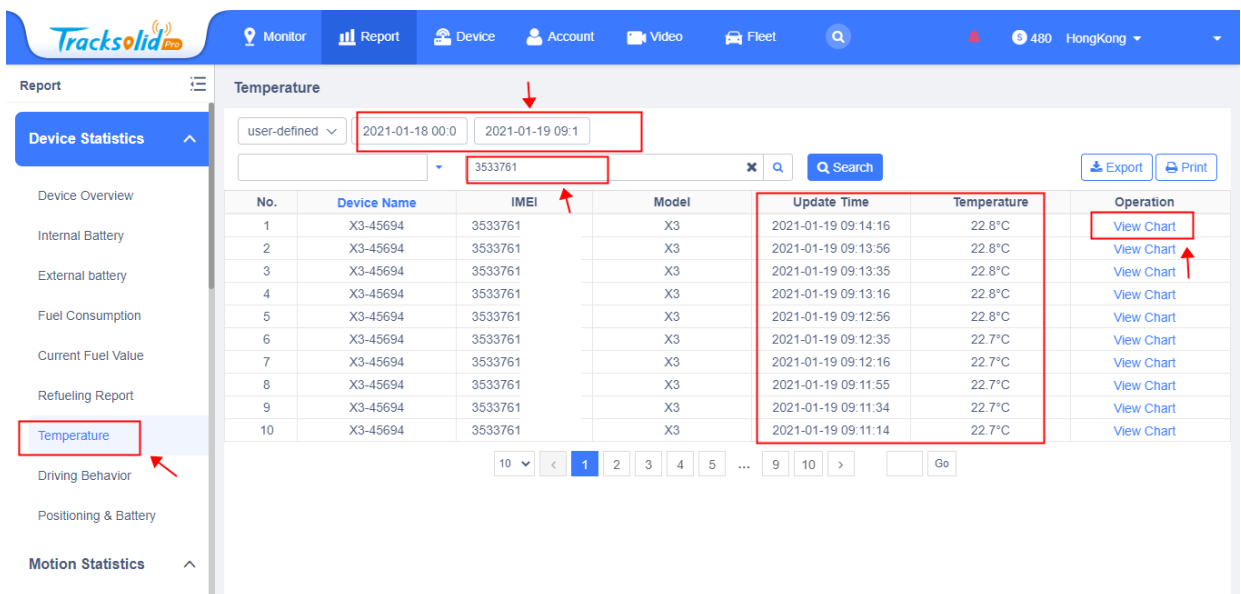 Tracksolid Pro
Monitor Report Device Account Video Fleet S 480 HongKong
Report
Temperature
Device Statistics
user-defined 2021-01-18 00:0 2021-01-19 09:1
3533761 Search Export Print
Device Overview
Internal Battery
External battery
Fuel Consumption
Current Fuel Value
Refueling Report
Temperature
Driving Behavior
Positioning & Battery
Motion Statistics
No. Device Name IMEI Model Update Time Temperature Operation
1 X3-45694 3533761 X3 2021-01-19 09:14:16 22.8°C View Chart
2 X3-45694 3533761 X3 2021-01-19 09:13:56 22.8°C View Chart
3 X3-45694 3533761 X3 2021-01-19 09:13:35 22.8°C View Chart
4 X3-45694 3533761 X3 2021-01-19 09:13:16 22.8°C View Chart
5 X3-45694 3533761 X3 2021-01-19 09:12:56 22.8°C View Chart
6 X3-45694 3533761 X3 2021-01-19 09:12:35 22.7°C View Chart
7 X3-45694 3533761 X3 2021-01-19 09:12:16 22.7°C View Chart
8 X3-45694 3533761 X3 2021-01-19 09:11:55 22.7°C View Chart
9 X3-45694 3533761 X3 2021-01-19 09:11:34 22.7°C View Chart
10 X3-45694 3533761 X3 2021-01-19 09:11:14 22.7°C View Chart
10 < 1 2 3 4 5 ... 9 10 > Go